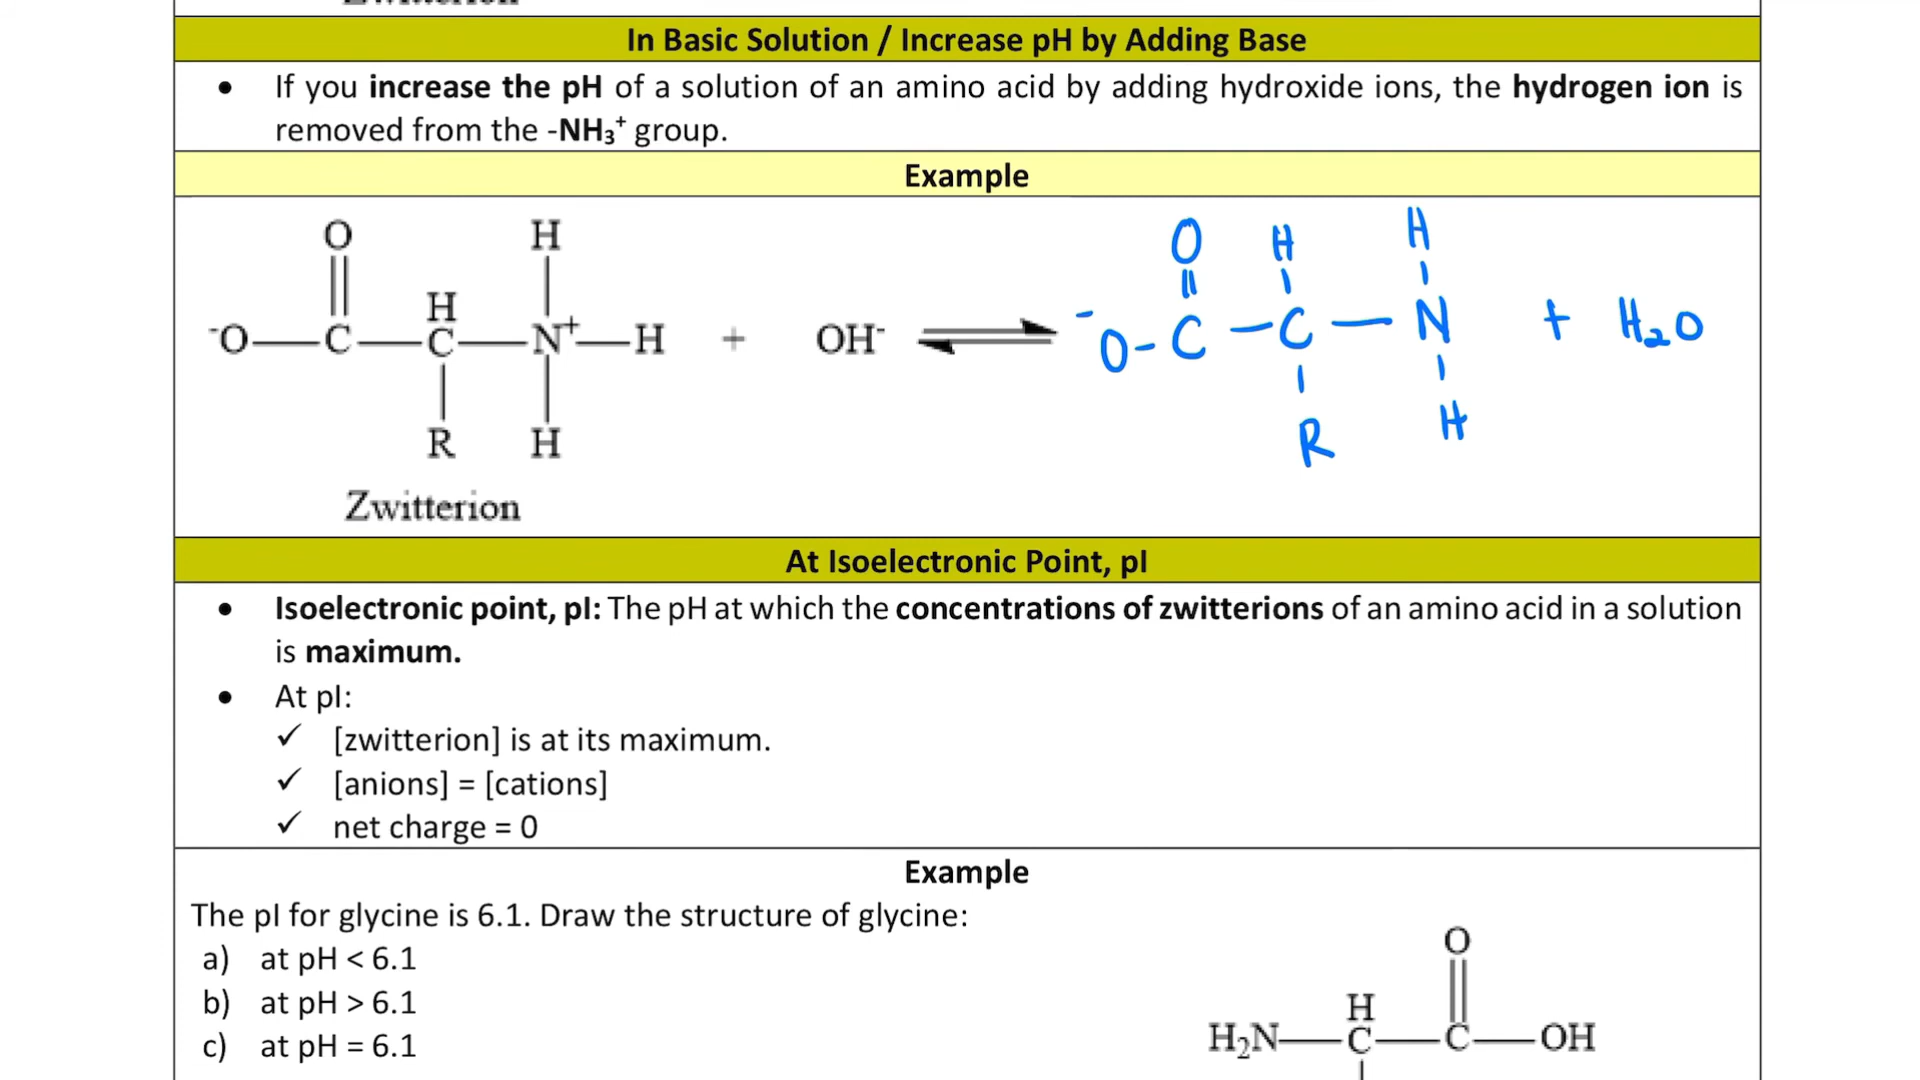 In Basic Solution / Increase pH by Adding Base
• If you increase the pH of a solution of an amino acid by adding hydroxide ions, the hydrogen ion is
removed from the -NH₃⁺ group.
Example
O H O H H
H
⁻O C C N⁺ H + OH⁻ ⁻O-C-C-N + H₂O
R H R H
Zwitterion
At Isoelectronic Point, pI
• Isoelectronic point, pI: The pH at which the concentrations of zwitterions of an amino acid in a solution
is maximum.
• At pI:
✓ [zwitterion] is at its maximum.
✓ [anions] = [cations]
✓ net charge = 0
Example
The pI for glycine is 6.1. Draw the structure of glycine:
a) at pH < 6.1
b) at pH > 6.1
c) at pH = 6.1
O
H
H₂N C C OH